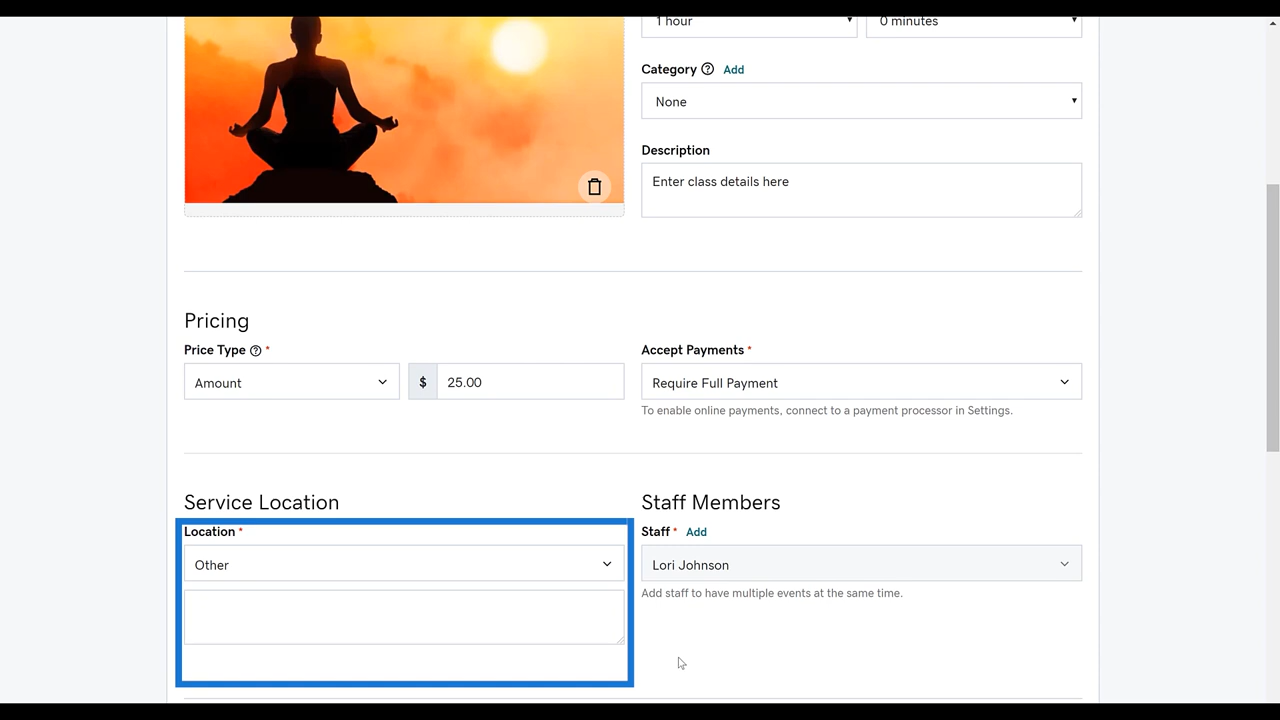 1 hour
0 minutes
Category ? Add
None
Description
Enter class details here
Pricing
Price Type ? *
Accept Payments *
Amount
$ 25.00
Require Full Payment
To enable online payments, connect to a payment processor in Settings.
Service Location
Staff Members
Location *
Staff * Add
Other
Lori Johnson
Add staff to have multiple events at the same time.